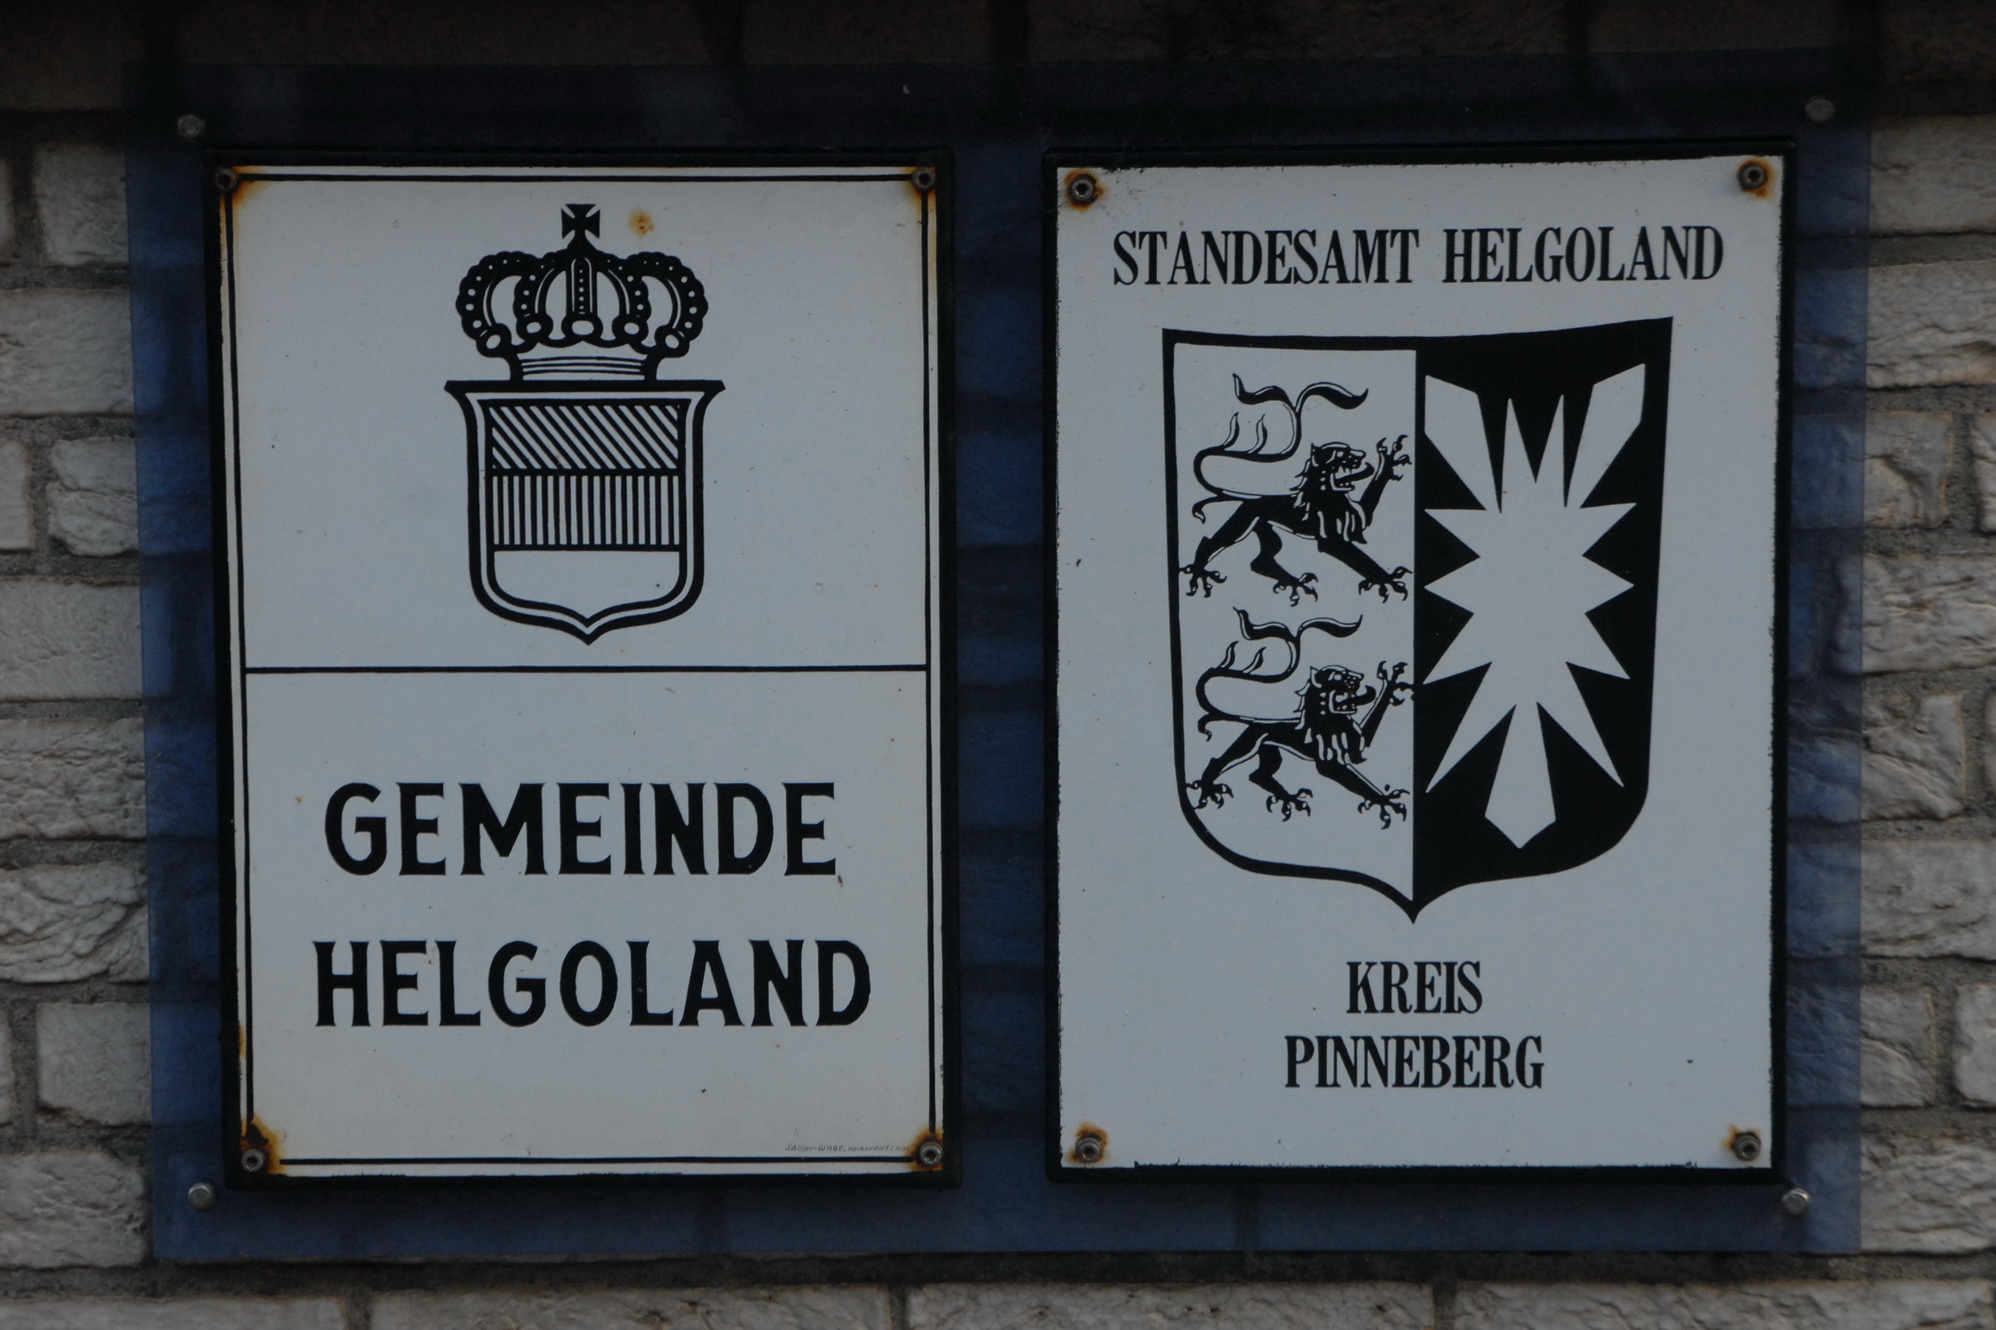 GEMEINDE
HELGOLAND
STANDESAMT HELGOLAND
KREIS
PINNEBERG